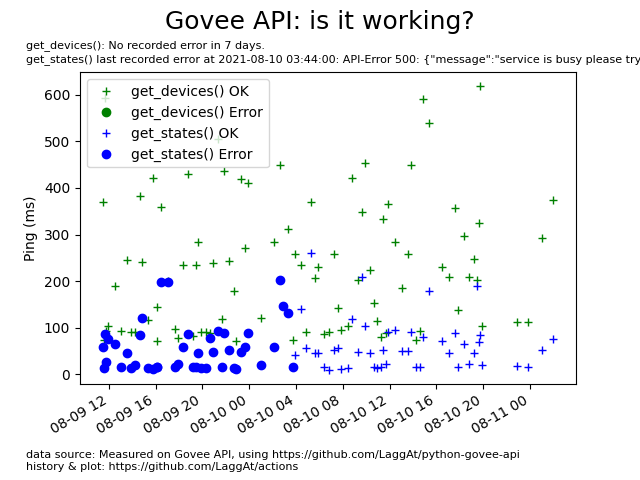 Govee API: is it working?
get_devices(): No recorded error in 7 days.
get_states() last recorded error at 2021-08-10 03:44:00: API-Error 500: {"message":"service is busy please try
get_devices() OK
get_devices() Error
get_states() OK
get_states() Error
Ping (ms)
600
500
400
300
200
100
0
08-09 12
08-09 16
08-09 20
08-10 00
08-10 4
08-10 8
08-10 12
08-10 16
08-10 20
08-11 00
data source: Measured on Govee API, using https://github.com/LaggAt/python-govee-api
history & plot: https://github.com/LaggAt/actions